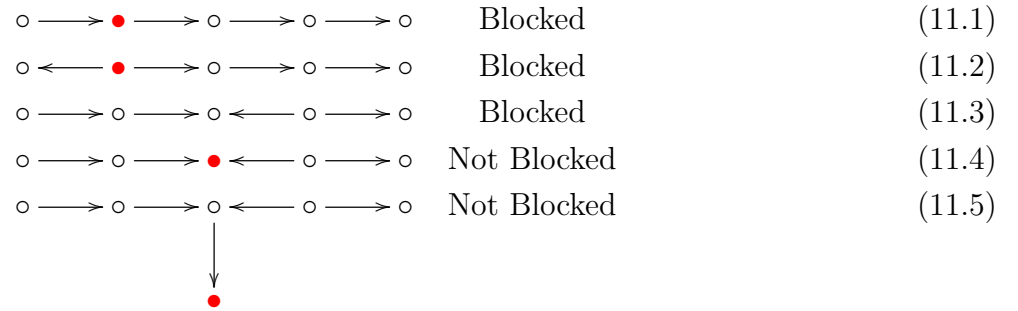 Blocked (11.1)
Blocked (11.2)
Blocked (11.3)
Not Blocked (11.4)
Not Blocked (11.5)